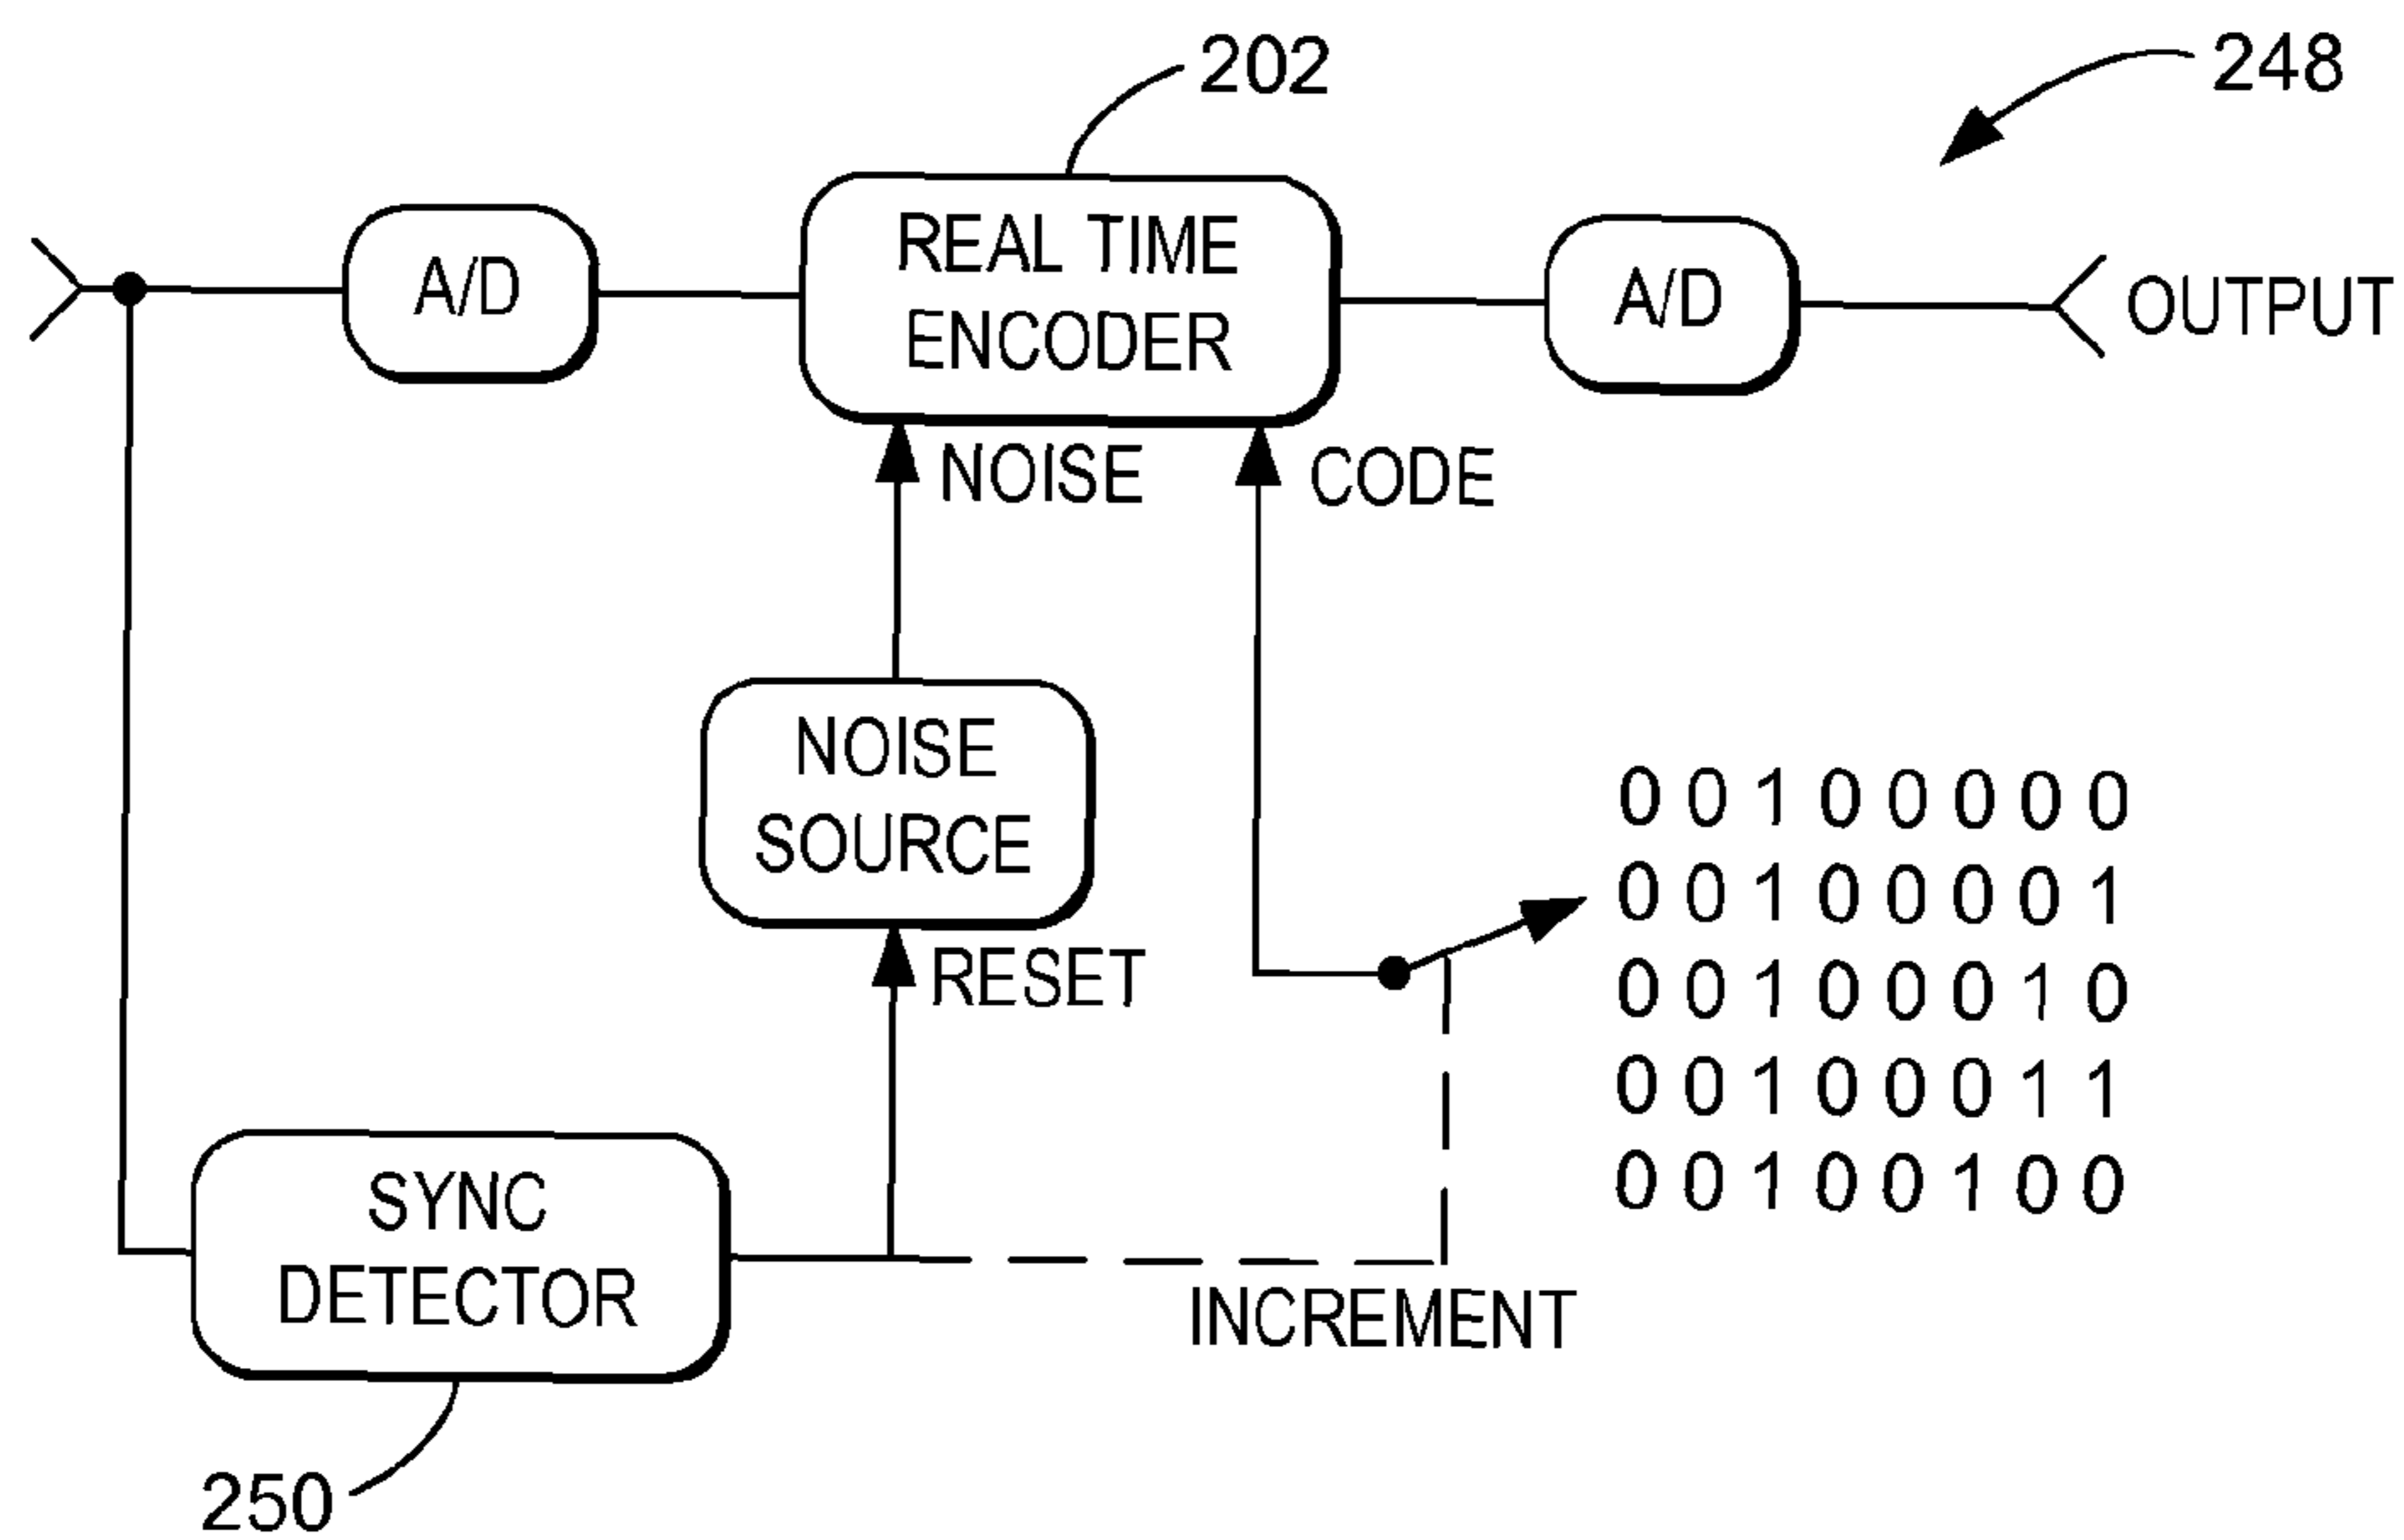 202
248
A/D
REAL TIME
ENCODER
A/D
OUTPUT
NOISE
CODE
NOISE
SOURCE
RESET
0 0 1 0 0 0 0 0
0 0 1 0 0 0 0 1
0 0 1 0 0 0 1 0
0 0 1 0 0 0 1 1
0 0 1 0 0 1 0 0
SYNC
DETECTOR
INCREMENT
250